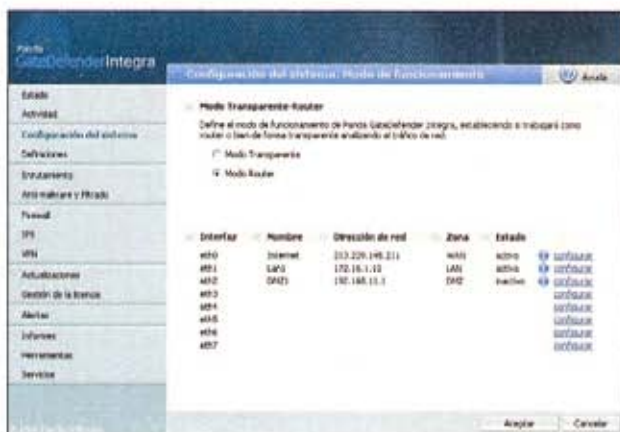 Panda
GateDefender Integra
Configuración del sistema: Modo de funcionamiento
Ayuda
Estado
Actividad
Configuración del sistema
Definiciones
Enrutamiento
Anti-malware y filtrado
Firewall
IPS
VPN
Actualizaciones
Gestión de la licencia
Alertas
Informes
Herramientas
Servicios
Modo Transparente-Router
Define el modo de funcionamiento de Panda GateDefender Integra, estableciendo si trabajará como
router o bien de forma transparente analizando el tráfico de red.
Modo Transparente
Modo Router
Interfaz Nombre Dirección de red Zona Estado
eth0 Internet WAN activo configurar
eth1 LAN1 172.16.1.10 LAN activo configurar
eth2 DMZ1 192.168.11.1 DMZ inactivo configurar
eth3 configurar
eth4 configurar
eth5 configurar
eth6 configurar
eth7 configurar
Aceptar Cancelar